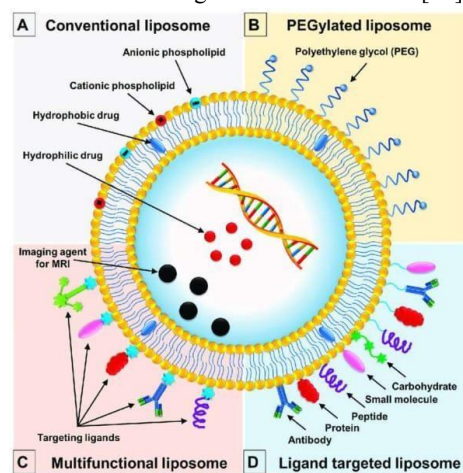 A Conventional liposome
B PEGylated liposome
Anionic phospholipid
Polyethylene glycol (PEG)
Cationic phospholipid
Hydrophobic drug
Hydrophilic drug
Imaging agent
for MRI
Carbohydrate
Small molecule
Peptide
Protein
Antibody
Targeting ligands
C Multifunctional liposome
D Ligand targeted liposome